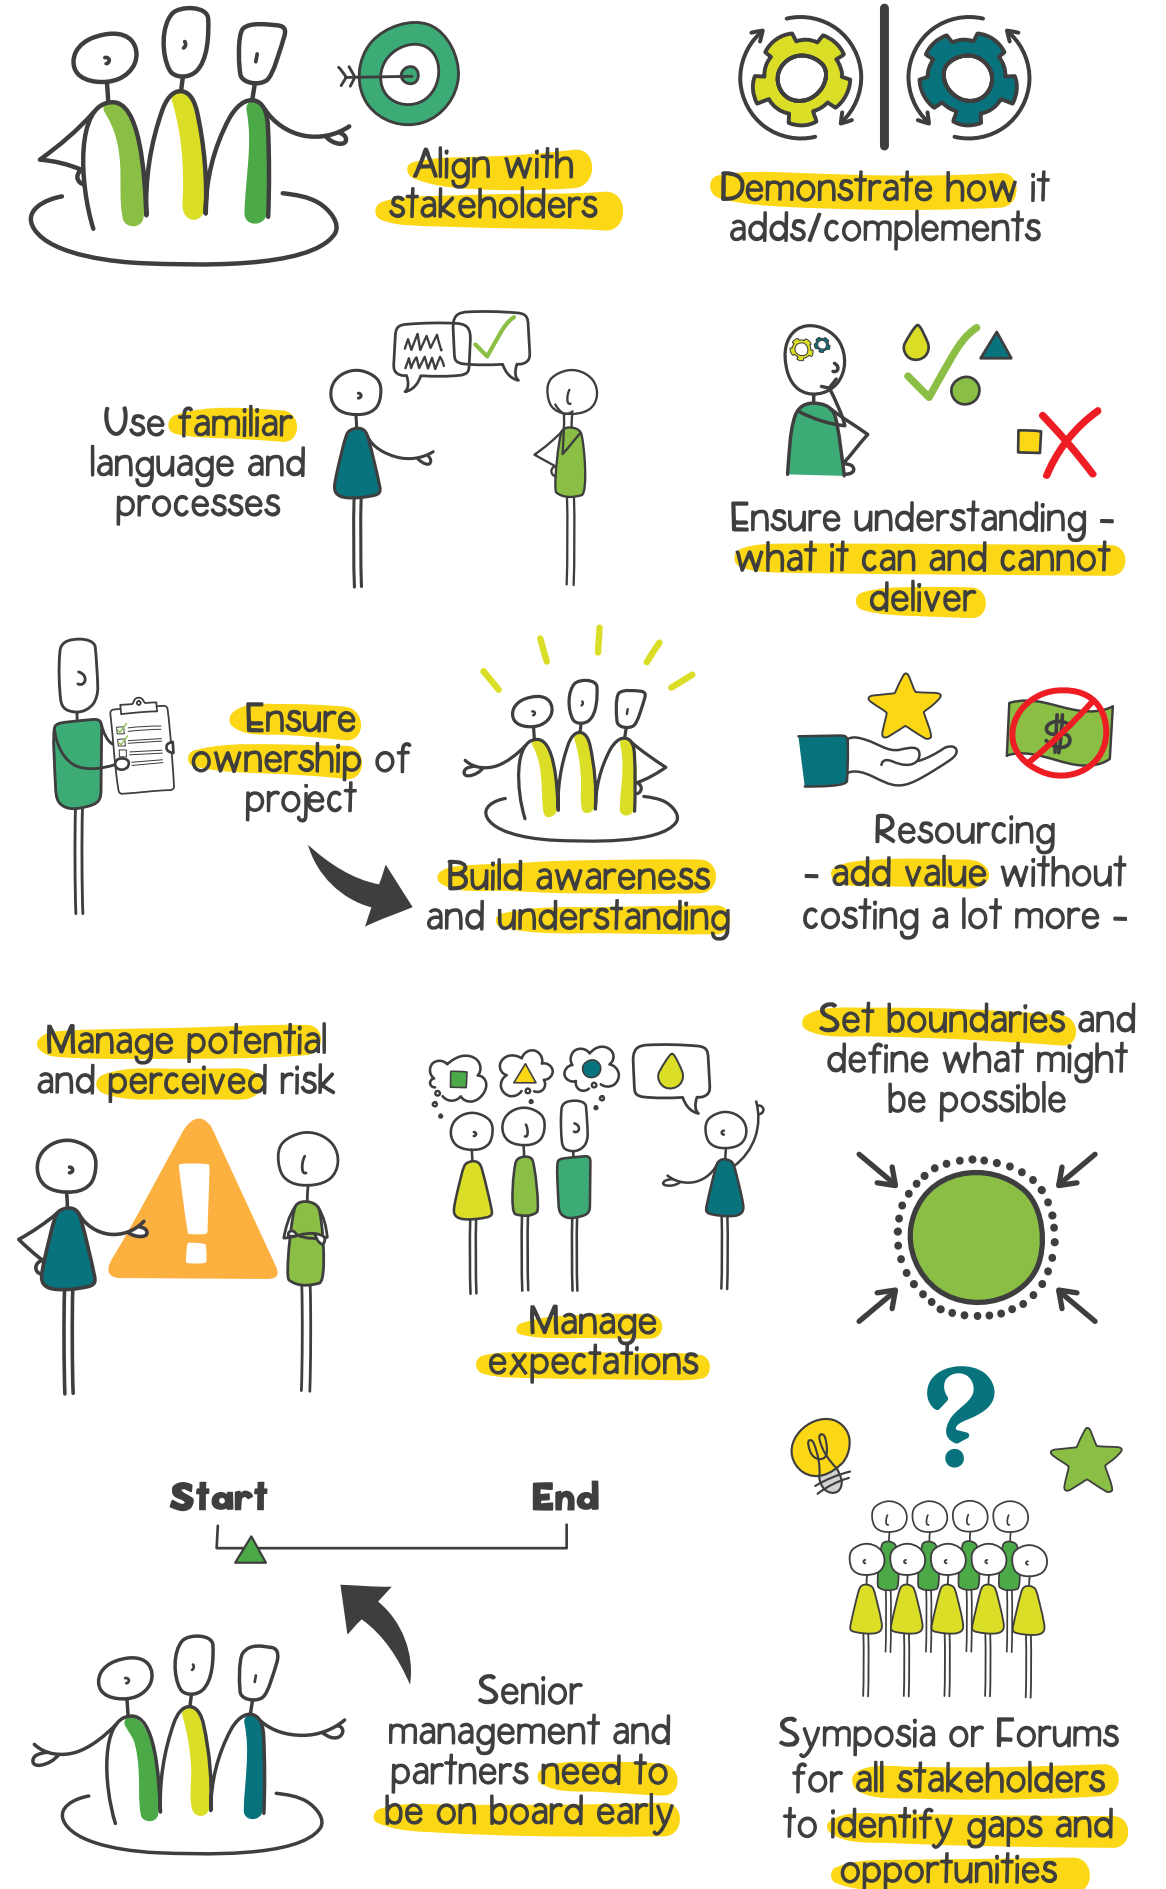 Align with
stakeholders
Demonstrate how it
adds/complements
Use familiar
language and
processes
Ensure understanding -
what it can and cannot
deliver
Ensure
ownership of
project
Build awareness
and understanding
$
Resourcing
- add value without
costing a lot more -
Manage potential
and perceived risk
!
Manage
expectations
Set boundaries and
define what might
be possible
?
Start
End
Senior
management and
partners need to
be on board early
Symposia or Forums
for all stakeholders
to identify gaps and
opportunities